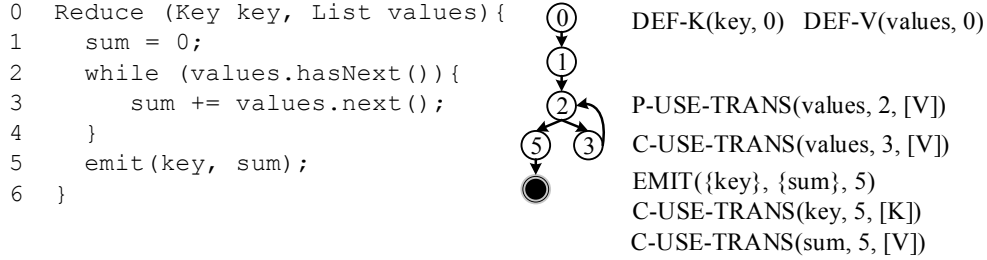 0 Reduce (Key key, List values){
1 sum = 0;
2 while (values.hasNext()){
3 sum += values.next();
4 }
5 emit(key, sum);
6 }
0
1
2
5 3
DEF-K(key, 0) DEF-V(values, 0)
P-USE-TRANS(values, 2, [V])
C-USE-TRANS(values, 3, [V])
EMIT({key}, {sum}, 5)
C-USE-TRANS(key, 5, [K])
C-USE-TRANS(sum, 5, [V])